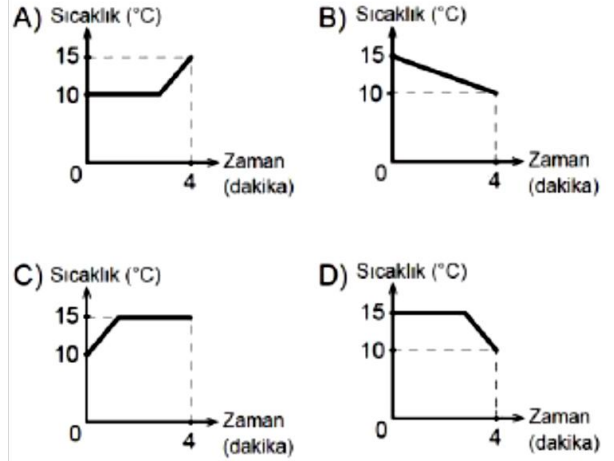 A) Sıcaklık (°C)
15
10
0
4
Zaman
(dakika)
B) Sıcaklık (°C)
15
10
0
4
Zaman
(dakika)
C) Sıcaklık (°C)
15
10
0
4
Zaman
(dakika)
D) Sıcaklık (°C)
15
10
0
4
Zaman
(dakika)